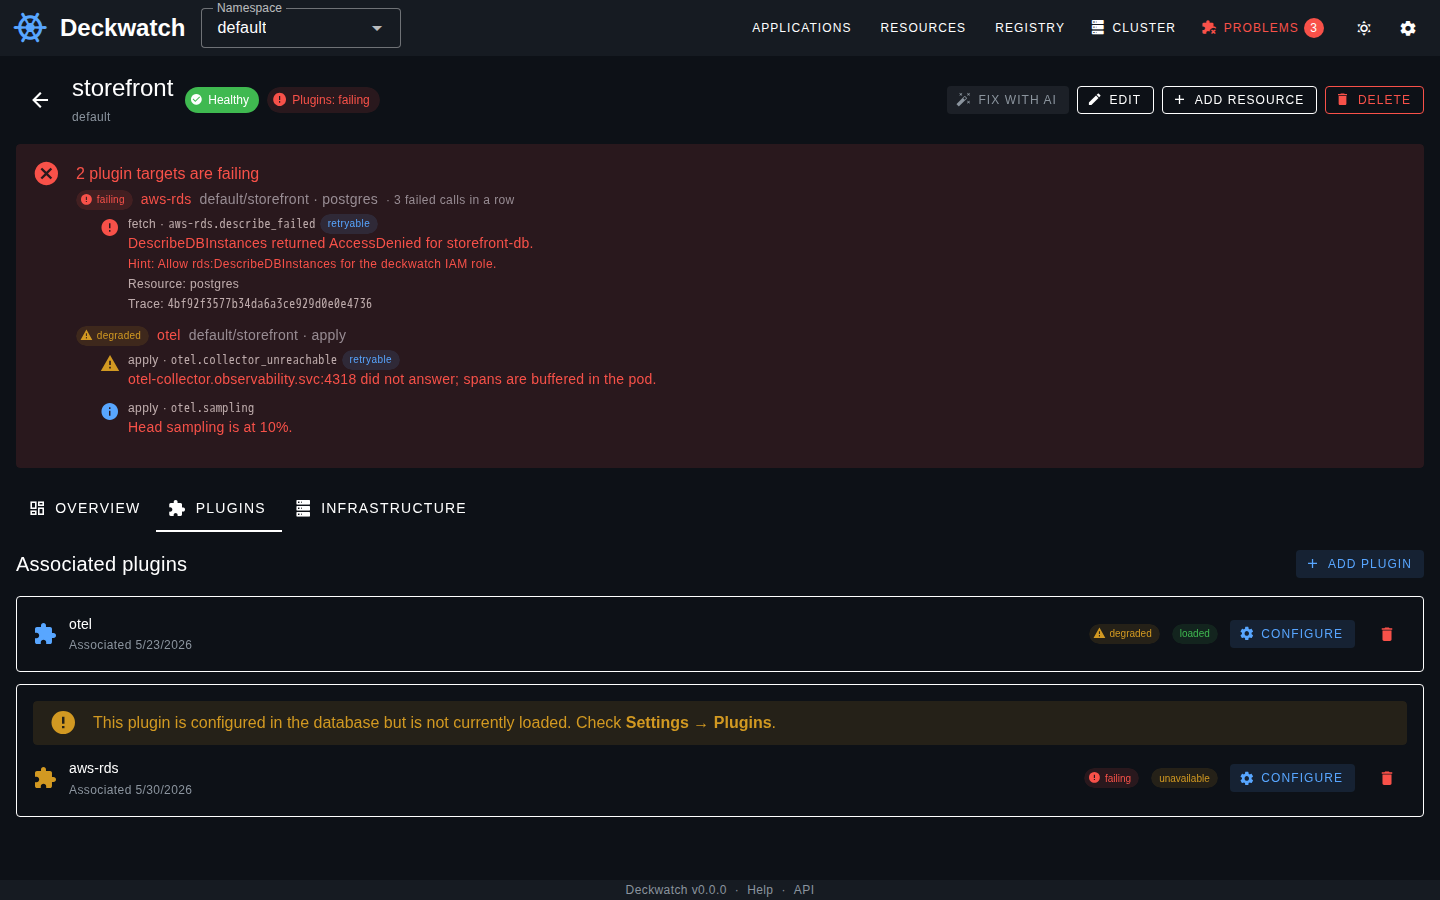 Deckwatch
Namespace
default
APPLICATIONS
RESOURCES
REGISTRY
CLUSTER
PROBLEMS 3
storefront
default
Healthy
Plugins: failing
FIX WITH AI
EDIT
ADD RESOURCE
DELETE
2 plugin targets are failing
failing aws-rds default/storefront · postgres · 3 failed calls in a row
fetch · aws-rds.describe_failed retryable
DescribeDBInstances returned AccessDenied for storefront-db.
Hint: Allow rds:DescribeDBInstances for the deckwatch IAM role.
Resource: postgres
Trace: 4bf92f3577b34da6a3ce929d0e0e4736
degraded otel default/storefront · apply
apply · otel.collector_unreachable retryable
otel-collector.observability.svc:4318 did not answer; spans are buffered in the pod.
apply · otel.sampling
Head sampling is at 10%.
OVERVIEW
PLUGINS
INFRASTRUCTURE
Associated plugins
ADD PLUGIN
otel
Associated 5/23/2026
degraded
loaded
CONFIGURE
This plugin is configured in the database but is not currently loaded. Check Settings → Plugins.
aws-rds
Associated 5/30/2026
failing
unavailable
CONFIGURE
Deckwatch v0.0.0 · Help · API